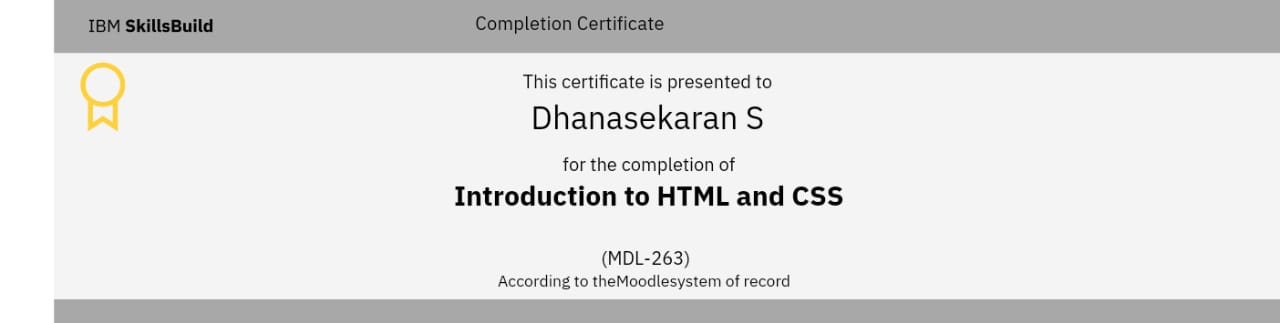 IBM SkillsBuild
Completion Certificate
This certificate is presented to
Dhanasekaran S
for the completion of
Introduction to HTML and CSS
(MDL-263)
According to theMoodlesystem of record